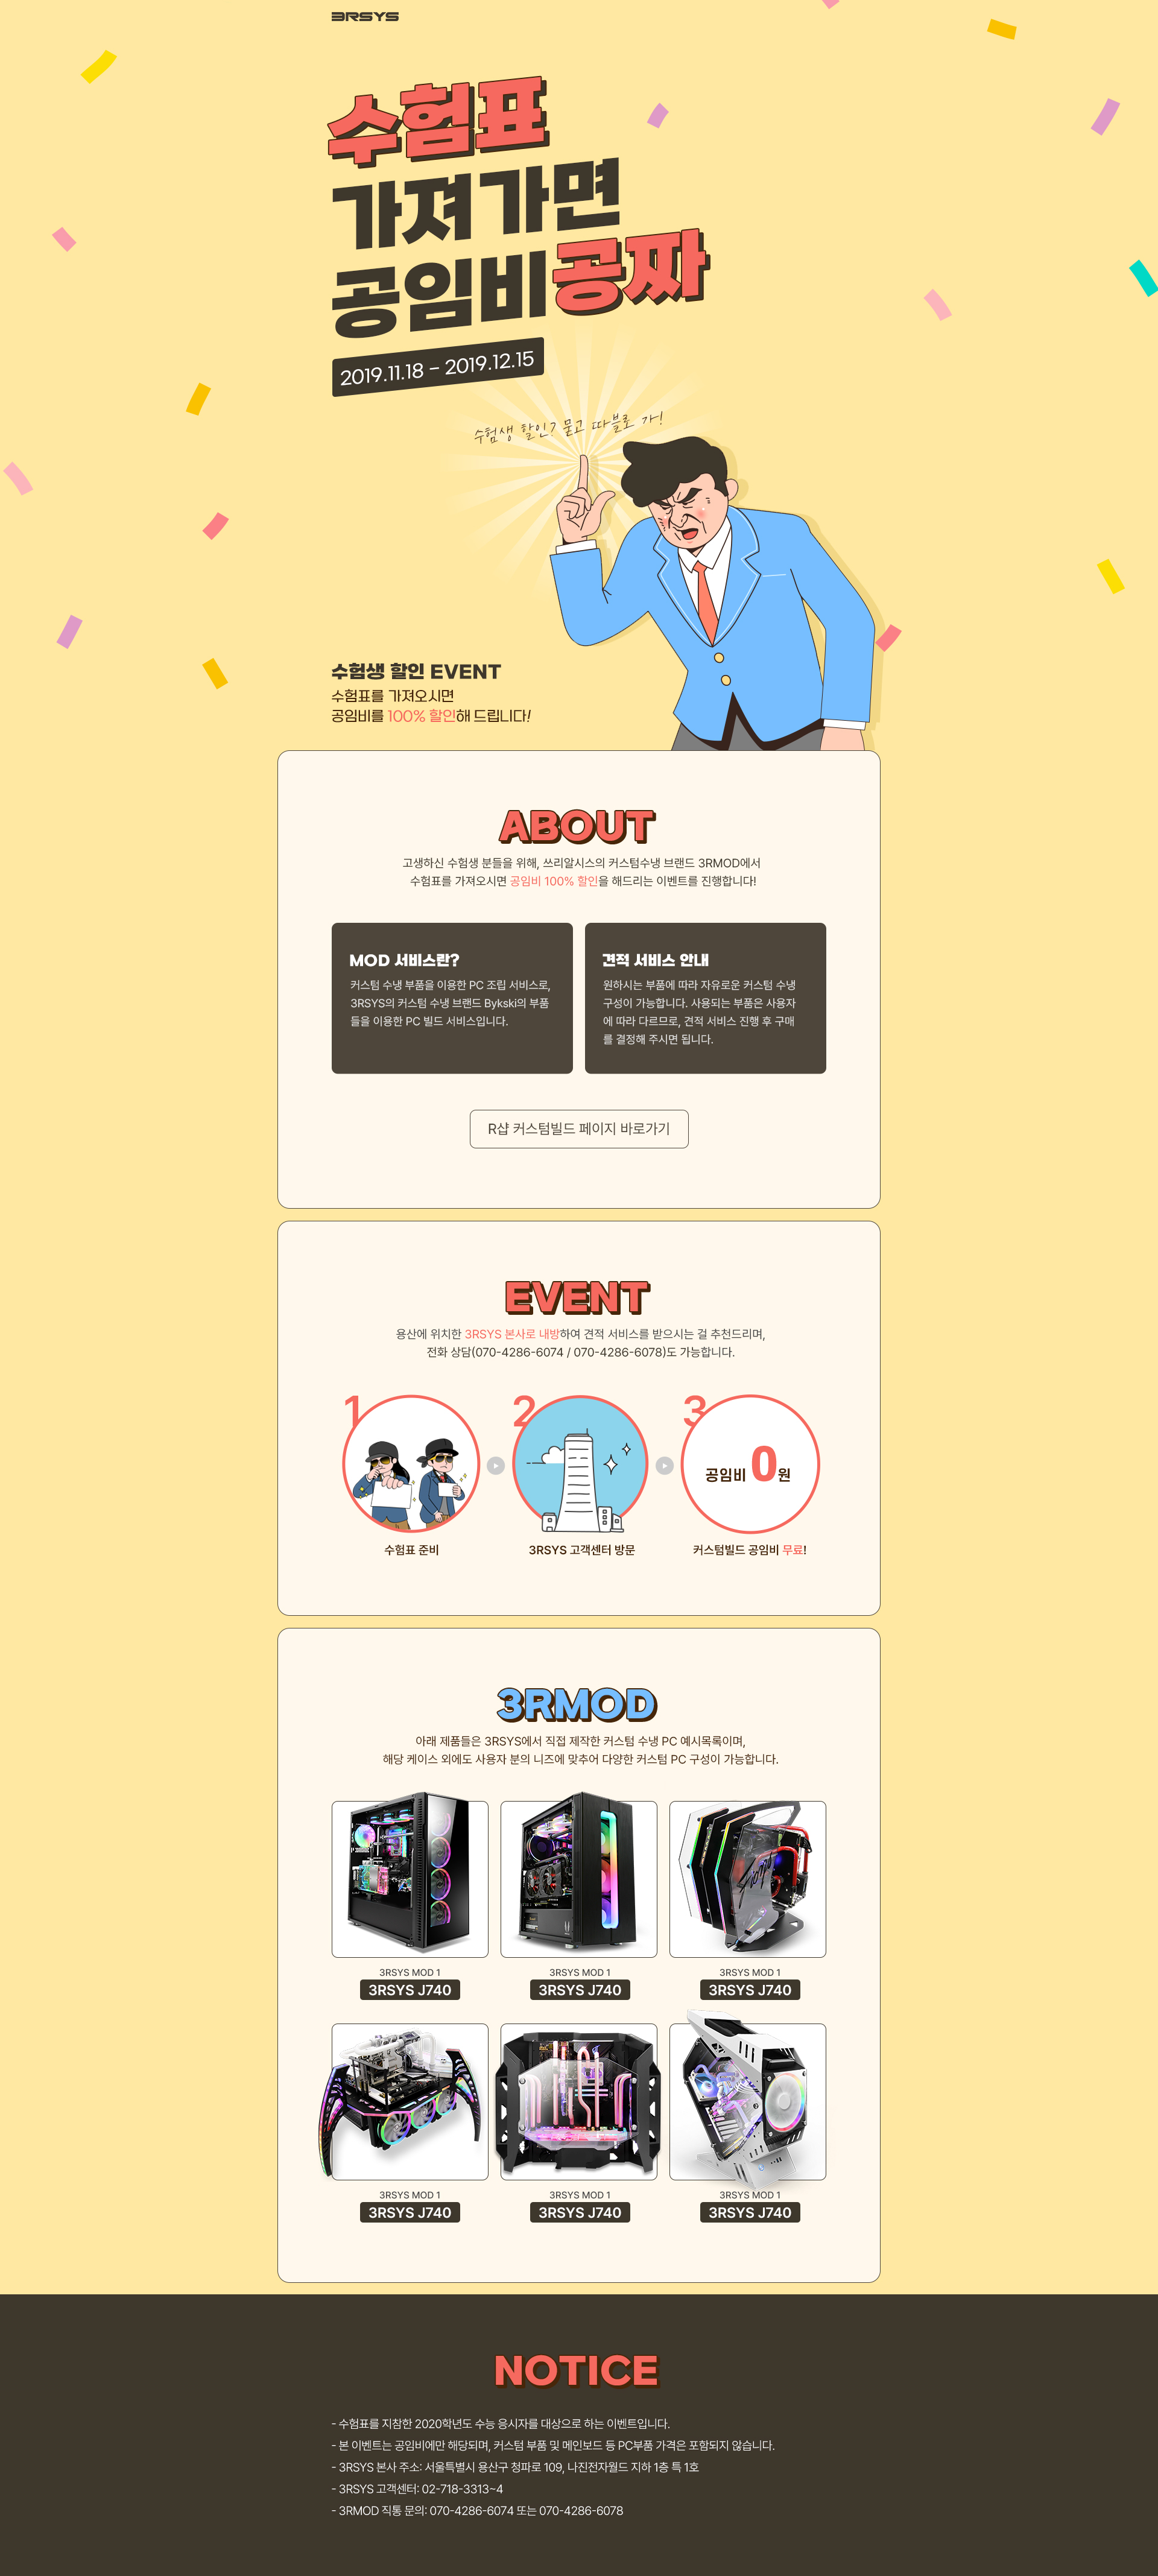 3RSYS
수험표
가져가면
공임비공짜
2019.11.18 - 2019.12.15
수험생 할인? 묻고 따블로 가!
수험생 할인 EVENT
수험표를 가져오시면
공임비를 100% 할인해 드립니다!
ABOUT
고생하신 수험생 분들을 위해, 쓰리알시스의 커스텀수냉 브랜드 3RMOD에서
수험표를 가져오시면 공임비 100% 할인을 해드리는 이벤트를 진행합니다!
MOD 서비스란?
커스텀 수냉 부품을 이용한 PC 조립 서비스로,
3RSYS의 커스텀 수냉 브랜드 Bykski의 부품
들을 이용한 PC 빌드 서비스입니다.
견적 서비스 안내
원하시는 부품에 따라 자유로운 커스텀 수냉
구성이 가능합니다. 사용되는 부품은 사용자
에 따라 다르므로, 견적 서비스 진행 후 구매
를 결정해 주시면 됩니다.
R샵 커스텀빌드 페이지 바로가기
EVENT
용산에 위치한 3RSYS 본사로 내방하여 견적 서비스를 받으시는 걸 추천드리며,
전화 상담(070-4286-6074 / 070-4286-6078)도 가능합니다.
1
수험표 준비
2
3RSYS 고객센터 방문
3
공임비 0원
커스텀빌드 공임비 무료!
3RMOD
아래 제품들은 3RSYS에서 직접 제작한 커스텀 수냉 PC 예시목록이며,
해당 케이스 외에도 사용자 분의 니즈에 맞추어 다양한 커스텀 PC 구성이 가능합니다.
3RSYS MOD 1
3RSYS J740
3RSYS MOD 1
3RSYS J740
3RSYS MOD 1
3RSYS J740
3RSYS MOD 1
3RSYS J740
3RSYS MOD 1
3RSYS J740
3RSYS MOD 1
3RSYS J740
NOTICE
- 수험표를 지참한 2020학년도 수능 응시자를 대상으로 하는 이벤트입니다.
- 본 이벤트는 공임비에만 해당되며, 커스텀 부품 및 메인보드 등 PC부품 가격은 포함되지 않습니다.
- 3RSYS 본사 주소: 서울특별시 용산구 청파로 109, 나진전자월드 지하 1층 특 1호
- 3RSYS 고객센터: 02-718-3313~4
- 3RMOD 직통 문의: 070-4286-6074 또는 070-4286-6078